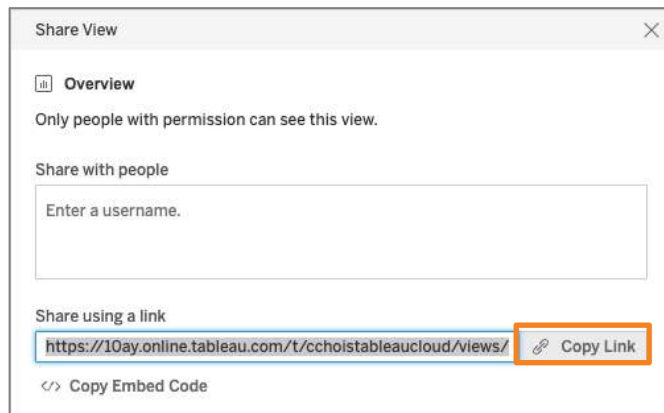 Share View
Overview
Only people with permission can see this view.
Share with people
Enter a username.
Share using a link
https://10ay.online.tableau.com/t/cchoistableaucloud/views/ Copy Link
</> Copy Embed Code